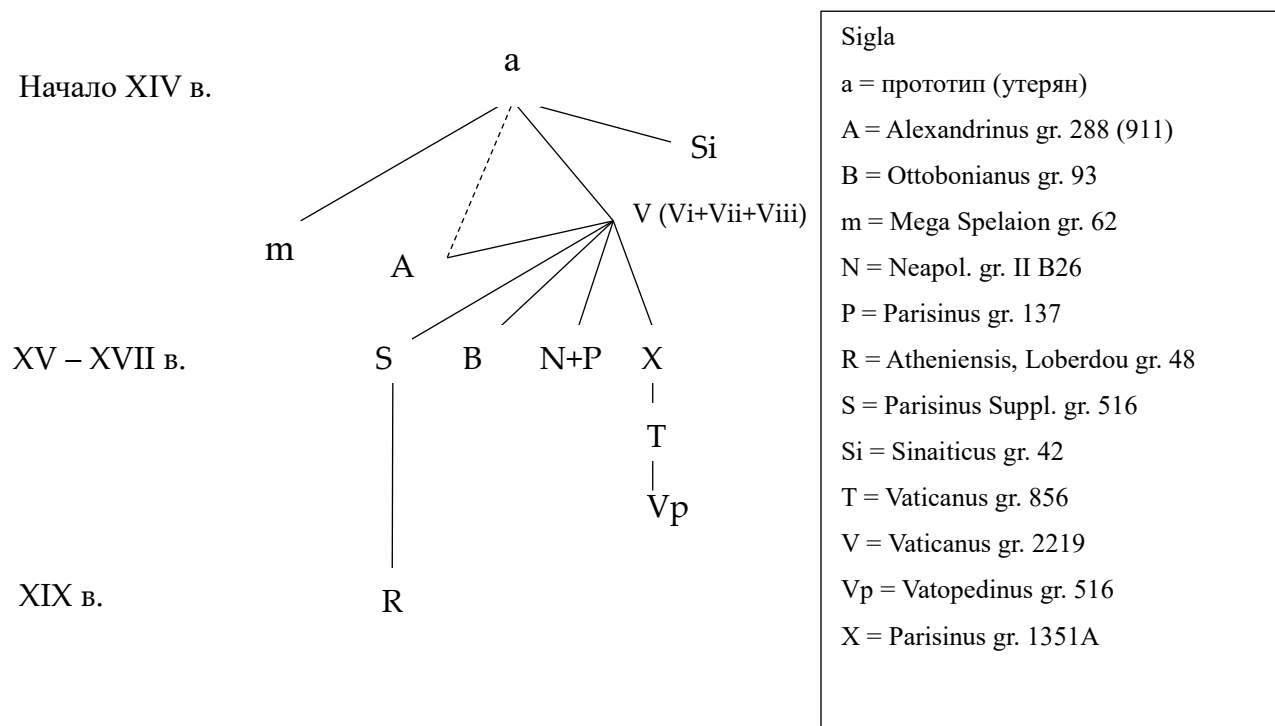 a
Начало XIV в.
Si
V (Vi+Vii+Viii)
m
A
XV – XVII в.
S B N+P X
T
Vp
XIX в.
R
Sigla
a = прототип (утерян)
A = Alexandrinus gr. 288 (911)
B = Ottobonianus gr. 93
m = Mega Spelaion gr. 62
N = Neapol. gr. II B26
P = Parisinus gr. 137
R = Atheniensis, Loberdou gr. 48
S = Parisinus Suppl. gr. 516
Si = Sinaiticus gr. 42
T = Vaticanus gr. 856
V = Vaticanus gr. 2219
Vp = Vatopedinus gr. 516
X = Parisinus gr. 1351A